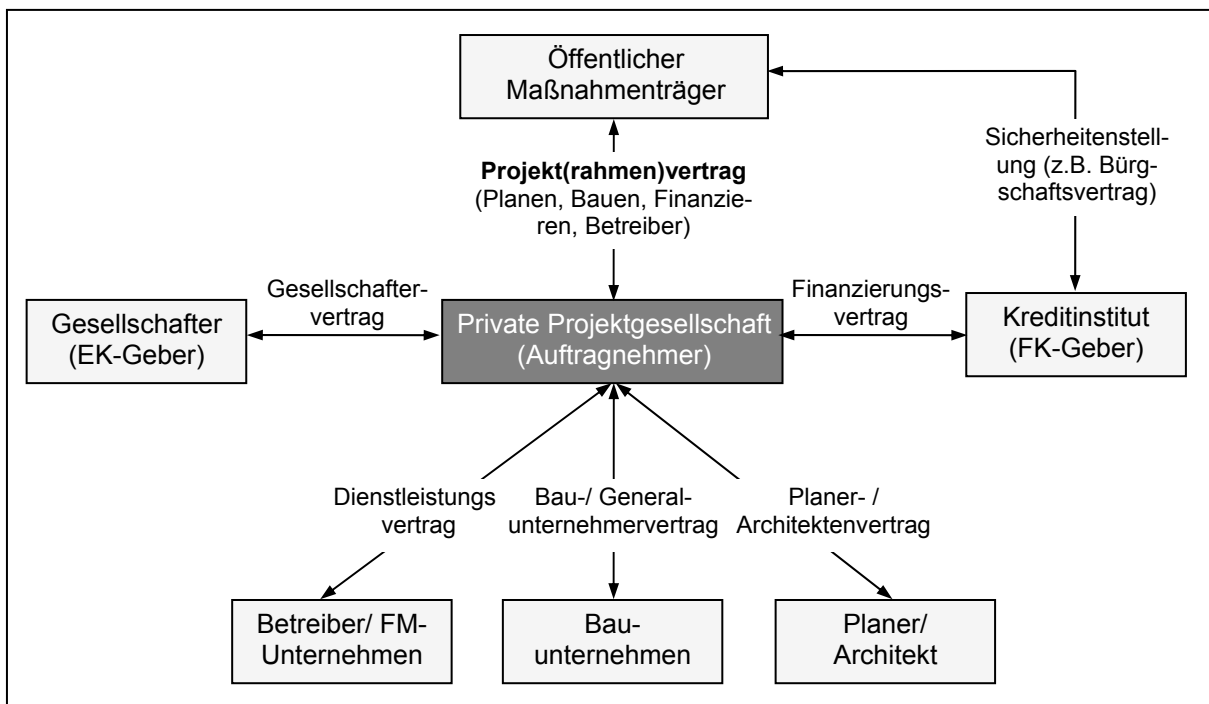 Öffentlicher
Maßnahmenträger
Sicherheitenstell-
ung (z.B. Bürg-
schaftsvertrag)
Projekt(rahmen)vertrag
(Planen, Bauen, Finanzie-
ren, Betreiber)
Gesellschafter-
vertrag
Finanzierungs-
vertrag
Gesellschafter
(EK-Geber)
Private Projektgesellschaft
(Auftragnehmer)
Kreditinstitut
(FK-Geber)
Dienstleistungs
vertrag
Bau-/ General-
unternehmervertrag
Planer- /
Architektenvertrag
Betreiber/ FM-
Unternehmen
Bau-
unternehmen
Planer/
Architekt